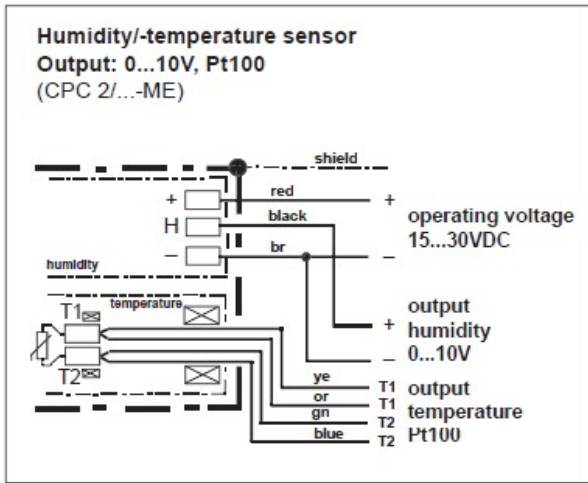 Humidity/-temperature sensor
Output: 0...10V, Pt100
(CPC 2/...-ME)
shield
+ red +
H black
operating voltage
15...30VDC
– br –
humidity
temperature
T1
T2
output
+ humidity
– 0...10V
ye T1 output
or T1 temperature
gn T2 Pt100
blue T2